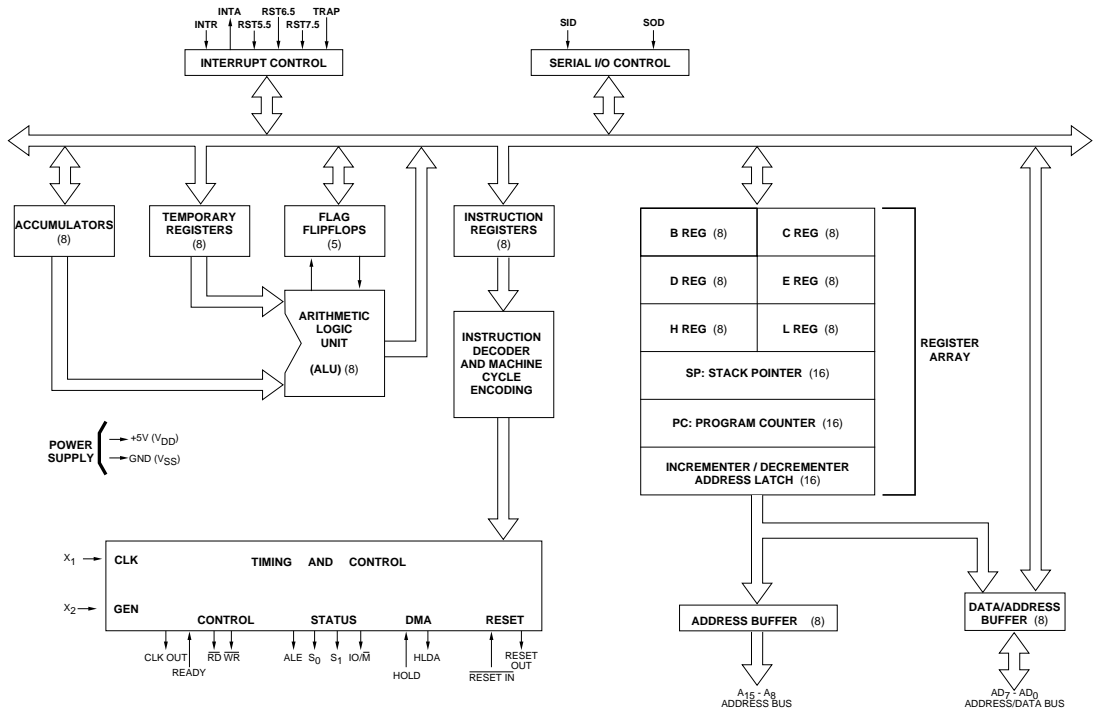 INTR INTA RST5.5 RST6.5 RST7.5 TRAP
INTERRUPT CONTROL
SID SOD
SERIAL I/O CONTROL
ACCUMULATORS
(8)
TEMPORARY
REGISTERS
(8)
FLAG
FLIPFLOPS
(5)
INSTRUCTION
REGISTERS
(8)
ARITHMETIC
LOGIC
UNIT
(ALU) (8)
INSTRUCTION
DECODER
AND MACHINE
CYCLE
ENCODING
B REG (8) C REG (8)
D REG (8) E REG (8)
H REG (8) L REG (8)
SP: STACK POINTER (16)
PC: PROGRAM COUNTER (16)
INCREMENTER / DECREMENTER
ADDRESS LATCH (16)
REGISTER
ARRAY
POWER
SUPPLY
+5V (VDD)
GND (VSS)
X1 CLK
TIMING AND CONTROL
X2 GEN
CONTROL STATUS DMA RESET
CLK OUT
READY
R̅D̅ W̅R̅
ALE S0 S1 IO/M̅
HOLD
HLDA
R̅E̅S̅E̅T̅ I̅N̅
RESET
OUT
ADDRESS BUFFER (8)
DATA/ADDRESS
BUFFER (8)
A15 - A8
ADDRESS BUS
AD7 - AD0
ADDRESS/DATA BUS